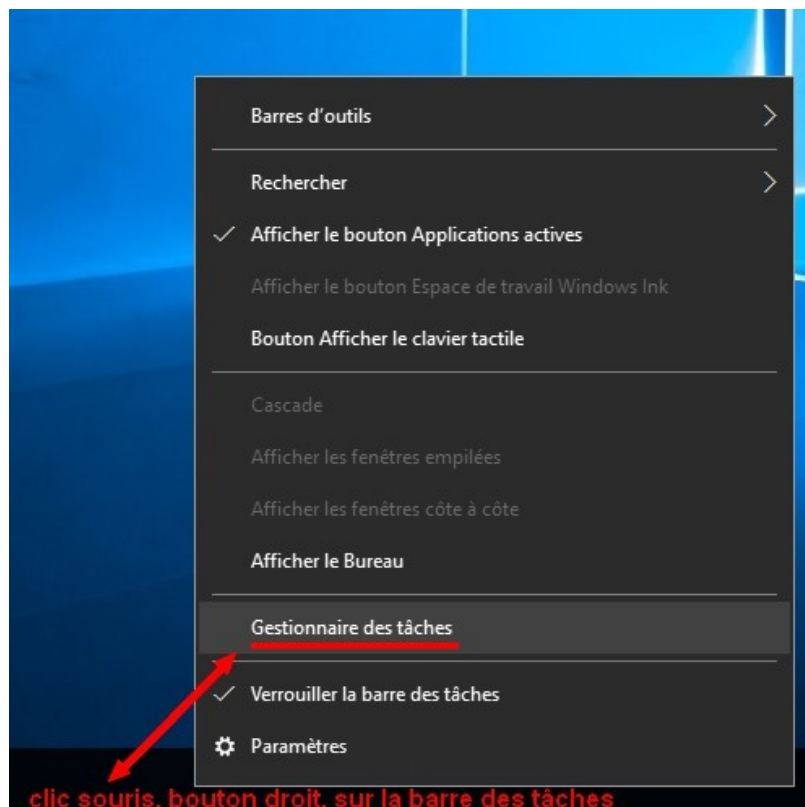 Barres d'outils
Rechercher
Afficher le bouton Applications actives
Afficher le bouton Espace de travail Windows Ink
Bouton Afficher le clavier tactile
Cascade
Afficher les fenêtres empilées
Afficher les fenêtres côte à côte
Afficher le Bureau
Gestionnaire des tâches
Verrouiller la barre des tâches
Paramètres
clic souris, bouton droit, sur la barre des tâches